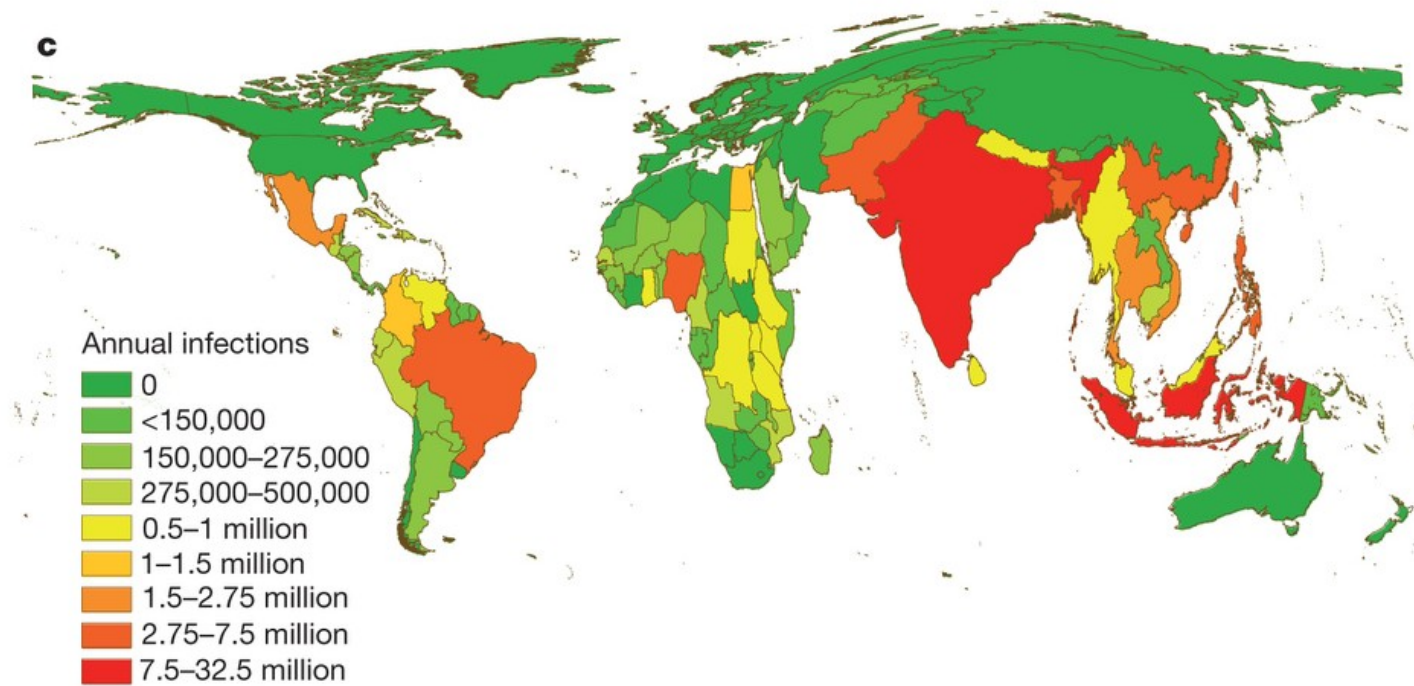 c
Annual infections
0
<150,000
150,000–275,000
275,000–500,000
0.5–1 million
1–1.5 million
1.5–2.75 million
2.75–7.5 million
7.5–32.5 million